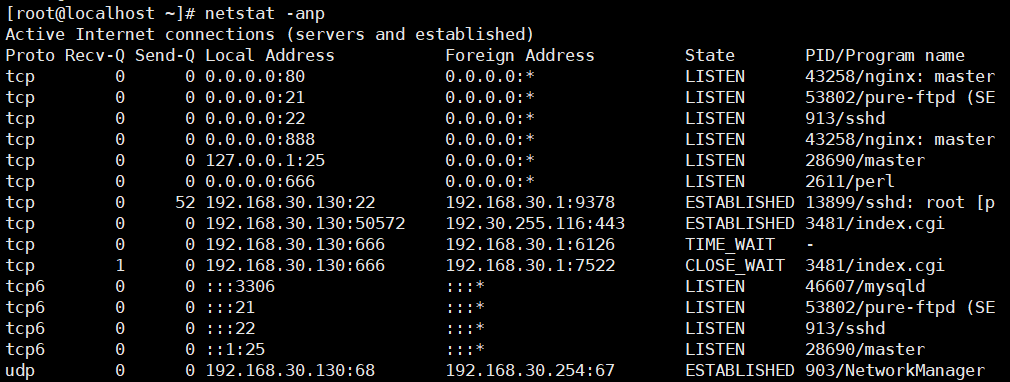 [root@localhost ~]# netstat -anp
Active Internet connections (servers and established)
Proto Recv-Q Send-Q Local Address           Foreign Address         State       PID/Program name
tcp        0      0 0.0.0.0:80              0.0.0.0:*               LISTEN      43258/nginx: master
tcp        0      0 0.0.0.0:21              0.0.0.0:*               LISTEN      53802/pure-ftpd (SE
tcp        0      0 0.0.0.0:22              0.0.0.0:*               LISTEN      913/sshd
tcp        0      0 0.0.0.0:888             0.0.0.0:*               LISTEN      43258/nginx: master
tcp        0      0 127.0.0.1:25            0.0.0.0:*               LISTEN      28690/master
tcp        0      0 0.0.0.0:666             0.0.0.0:*               LISTEN      2611/perl
tcp        0     52 192.168.30.130:22       192.168.30.1:9378       ESTABLISHED 13899/sshd: root [p
tcp        0      0 192.168.30.130:50572    192.30.255.116:443      ESTABLISHED 3481/index.cgi
tcp        0      0 192.168.30.130:666      192.168.30.1:6126       TIME_WAIT   -
tcp        1      0 192.168.30.130:666      192.168.30.1:7522       CLOSE_WAIT  3481/index.cgi
tcp6       0      0 :::3306                 :::*                    LISTEN      46607/mysqld
tcp6       0      0 :::21                   :::*                    LISTEN      53802/pure-ftpd (SE
tcp6       0      0 :::22                   :::*                    LISTEN      913/sshd
tcp6       0      0 ::1:25                  :::*                    LISTEN      28690/master
udp        0      0 192.168.30.130:68       192.168.30.254:67       ESTABLISHED 903/NetworkManager